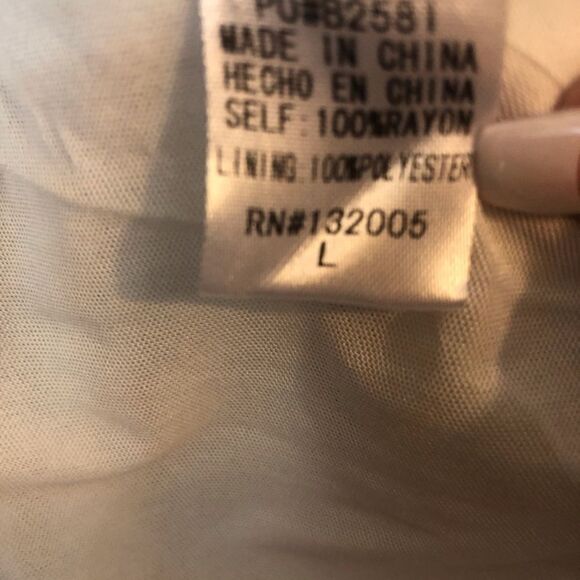 PO#82581
MADE IN CHINA
HECHO EN CHINA
SELF:100%RAYON
LINING:100%POLYESTER
RN#132005
L